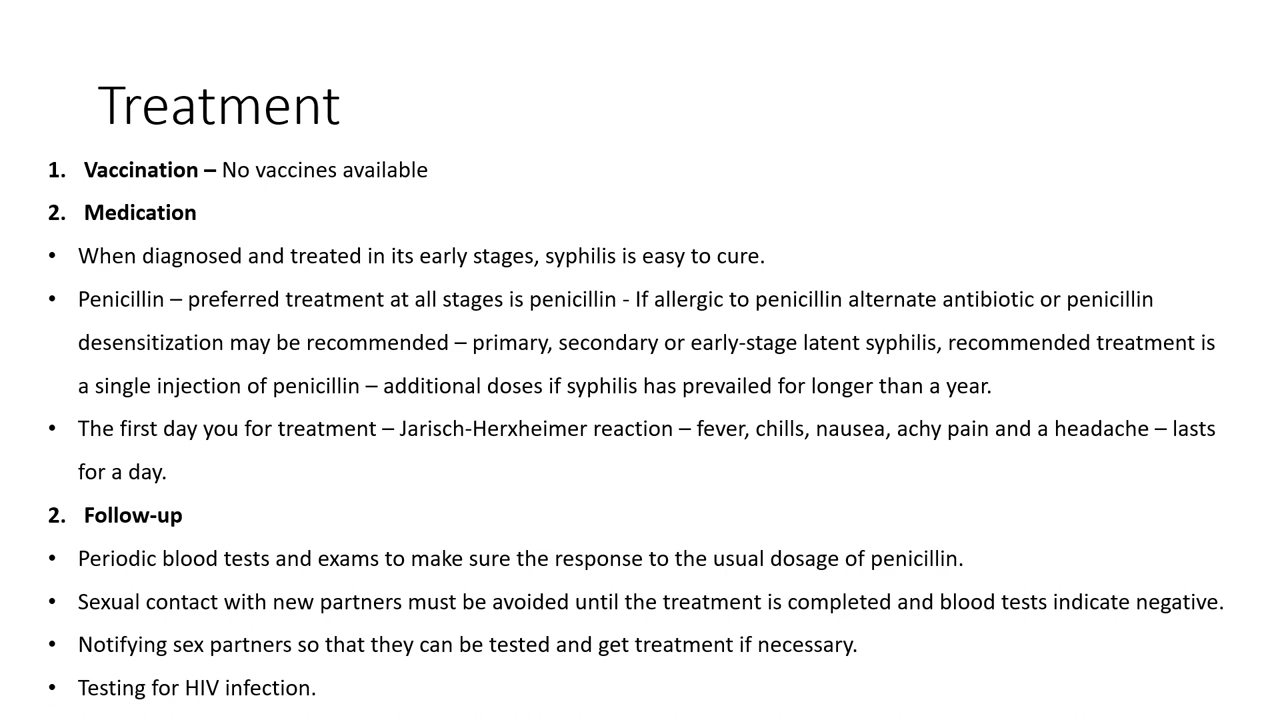 Treatment
1. Vaccination – No vaccines available
2. Medication
• When diagnosed and treated in its early stages, syphilis is easy to cure.
• Penicillin – preferred treatment at all stages is penicillin - If allergic to penicillin alternate antibiotic or penicillin
desensitization may be recommended – primary, secondary or early-stage latent syphilis, recommended treatment is
a single injection of penicillin – additional doses if syphilis has prevailed for longer than a year.
• The first day you for treatment – Jarisch-Herxheimer reaction – fever, chills, nausea, achy pain and a headache – lasts
for a day.
2. Follow-up
• Periodic blood tests and exams to make sure the response to the usual dosage of penicillin.
• Sexual contact with new partners must be avoided until the treatment is completed and blood tests indicate negative.
• Notifying sex partners so that they can be tested and get treatment if necessary.
• Testing for HIV infection.